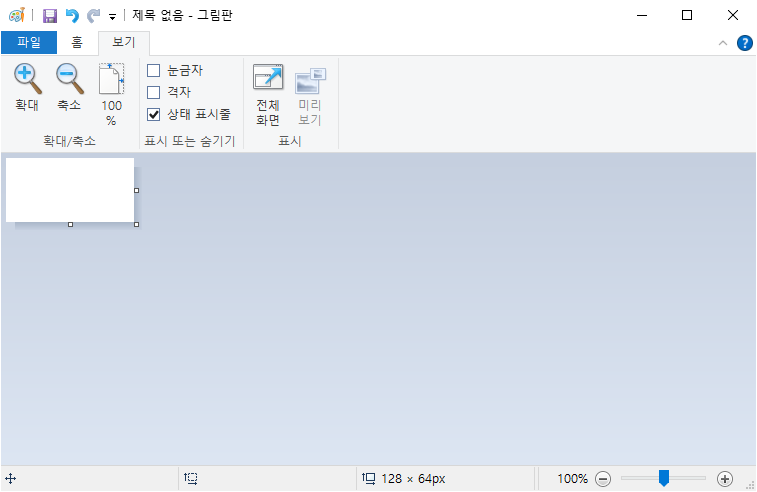 제목 없음 - 그림판
파일 홈 보기
확대 축소 100 %
눈금자
격자
상태 표시줄
전체 화면
미리 보기
확대/축소 표시 또는 숨기기 표시
128 × 64px 100%